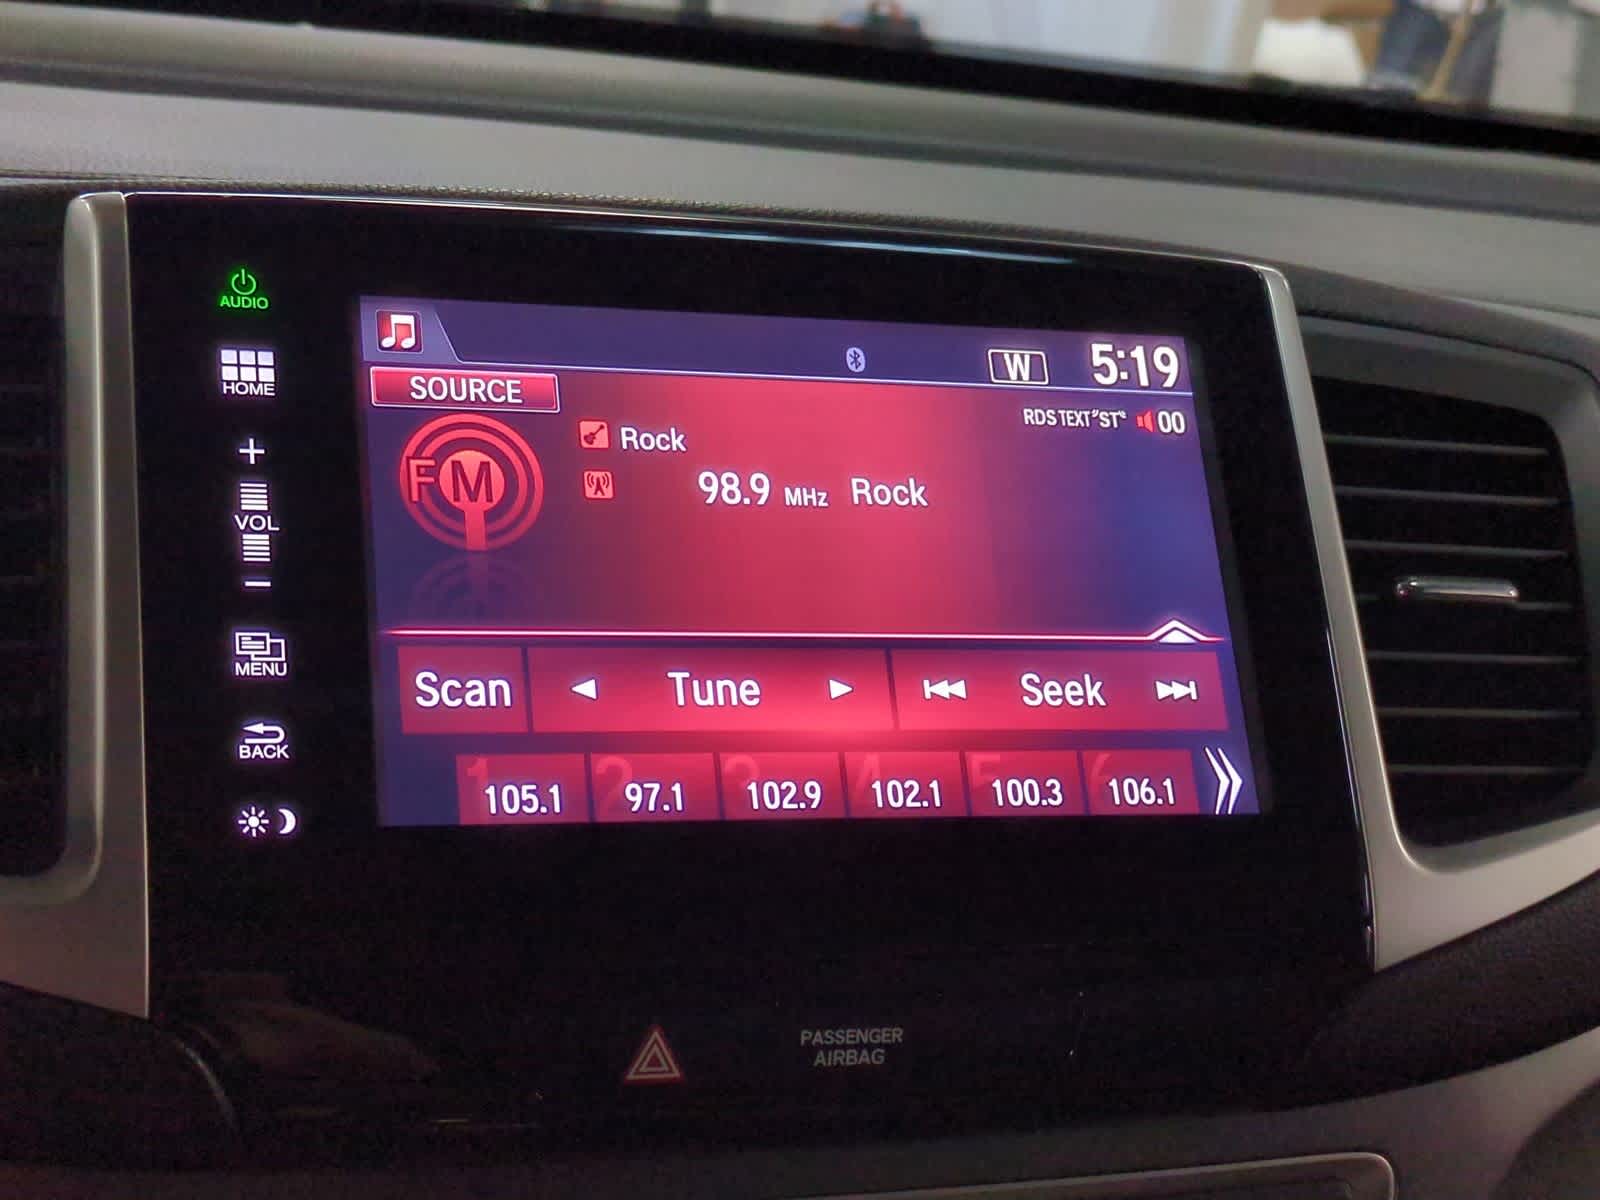 AUDIO
HOME
+
VOL
−
MENU
BACK
W 5:19
SOURCE
RDS TEXT "ST" 00
FM
Rock
98.9 MHz Rock
Scan Tune Seek
1 2 3 4 5 6
105.1 97.1 102.9 102.1 100.3 106.1
PASSENGER
AIRBAG